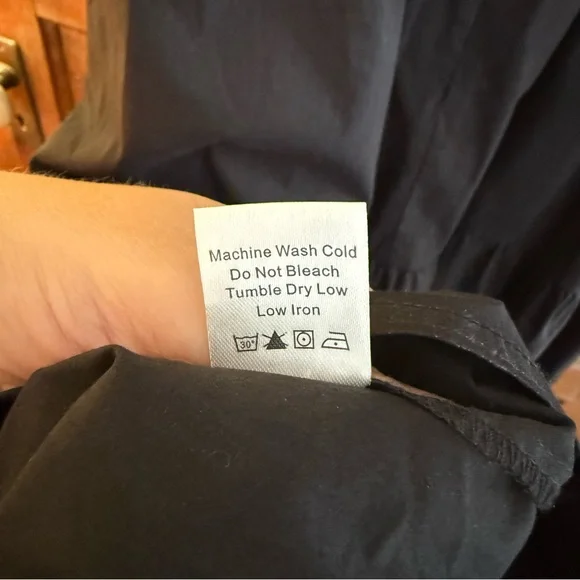 Machine Wash Cold
Do Not Bleach
Tumble Dry Low
Low Iron
30°